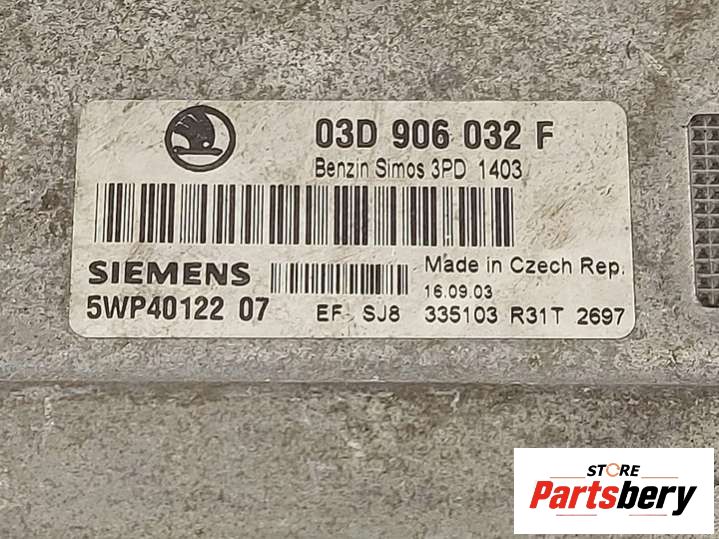 03D 906 032 F
Benzin Simos 3PD 1403
SIEMENS
Made in Czech Rep.
16.09.03
5WP40122 07
EF SJ8
335103 R31T 2697
STORE
Partsbery